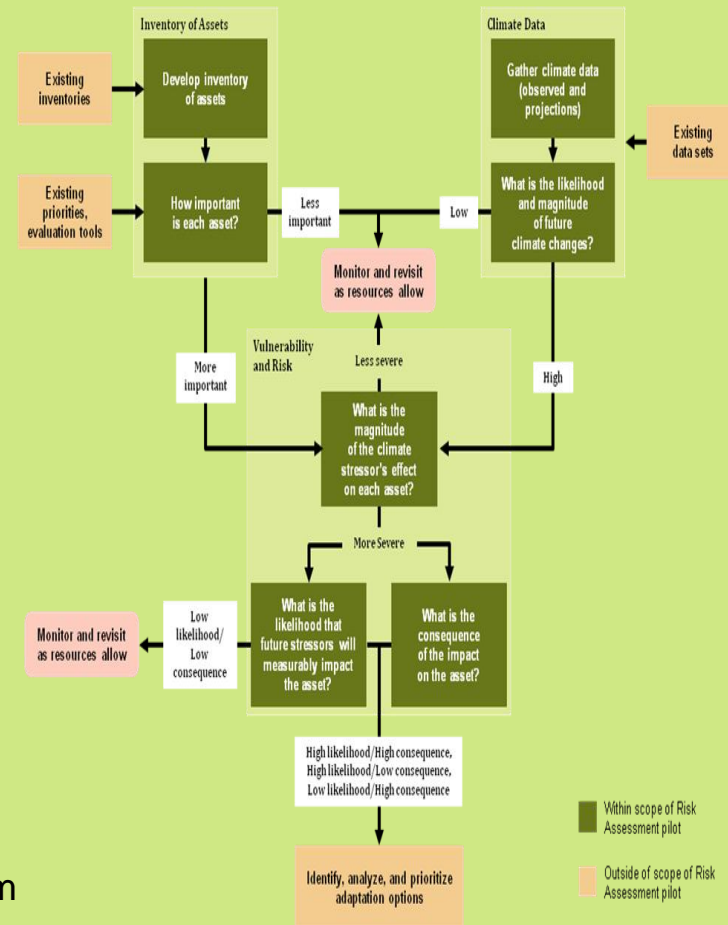 Inventory of Assets
Climate Data
Existing
inventories
Develop inventory
of assets
Gather climate data
(observed and
projections)
Existing
data sets
Existing
priorities,
evaluation tools
How important
is each asset?
Less
important
Low
What is the likelihood
and magnitude
of future
climate changes?
Monitor and revisit
as resources allow
More
important
Vulnerability
and Risk
Less severe
High
What is the
magnitude
of the climate
stressor's effect
on each asset?
More Severe
Monitor and revisit
as resources allow
Low
likelihood/
Low
consequence
What is the
likelihood that
future stressors will
measurably impact
the asset?
What is the
consequence
of the impact
on the asset?
High likelihood/High consequence,
High likelihood/Low consequence,
Low likelihood/High consequence
Identify, analyze, and prioritize
adaptation options
Within scope of Risk
Assessment pilot
Outside of scope of Risk
Assessment pilot